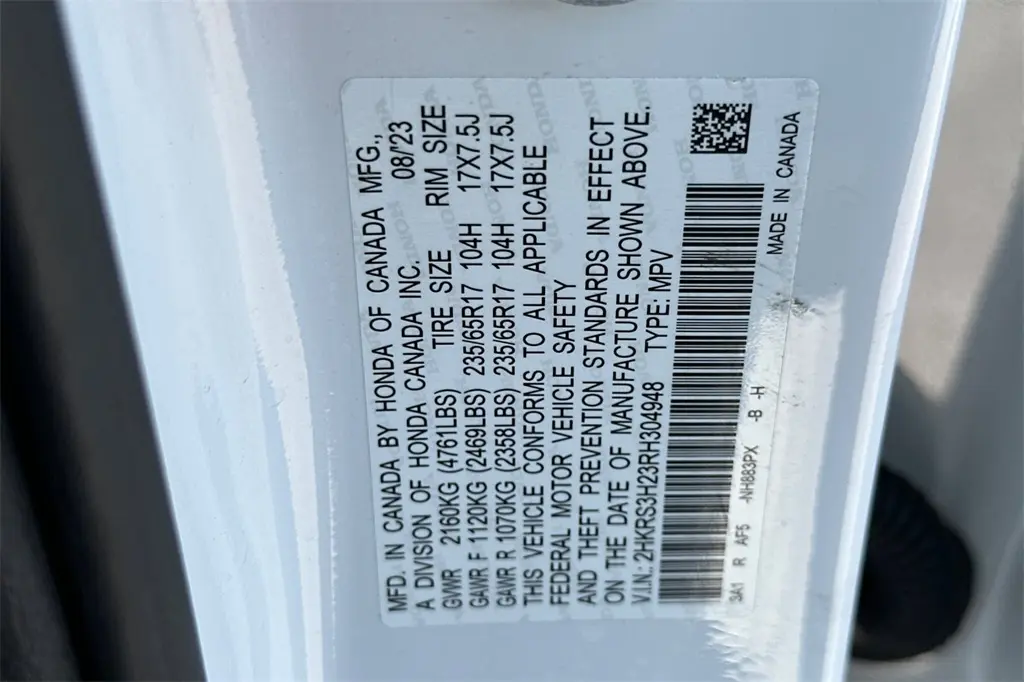 MFD. IN CANADA BY HONDA OF CANADA MFG.,
A DIVISION OF HONDA CANADA INC. 08/'23
GVWR 2160KG (4761LBS) TIRE SIZE RIM SIZE
GAWR F 1120KG (2469LBS) 235/65R17 104H 17X7.5J
GAWR R 1070KG (2358LBS) 235/65R17 104H 17X7.5J
THIS VEHICLE CONFORMS TO ALL APPLICABLE
FEDERAL MOTOR VEHICLE SAFETY
AND THEFT PREVENTION STANDARDS IN EFFECT
ON THE DATE OF MANUFACTURE SHOWN ABOVE.
V.I.N.: 2HKRS3H23RH304948 TYPE: MPV
3A1 R AF5 -NH883PX -B -H
MADE IN CANADA